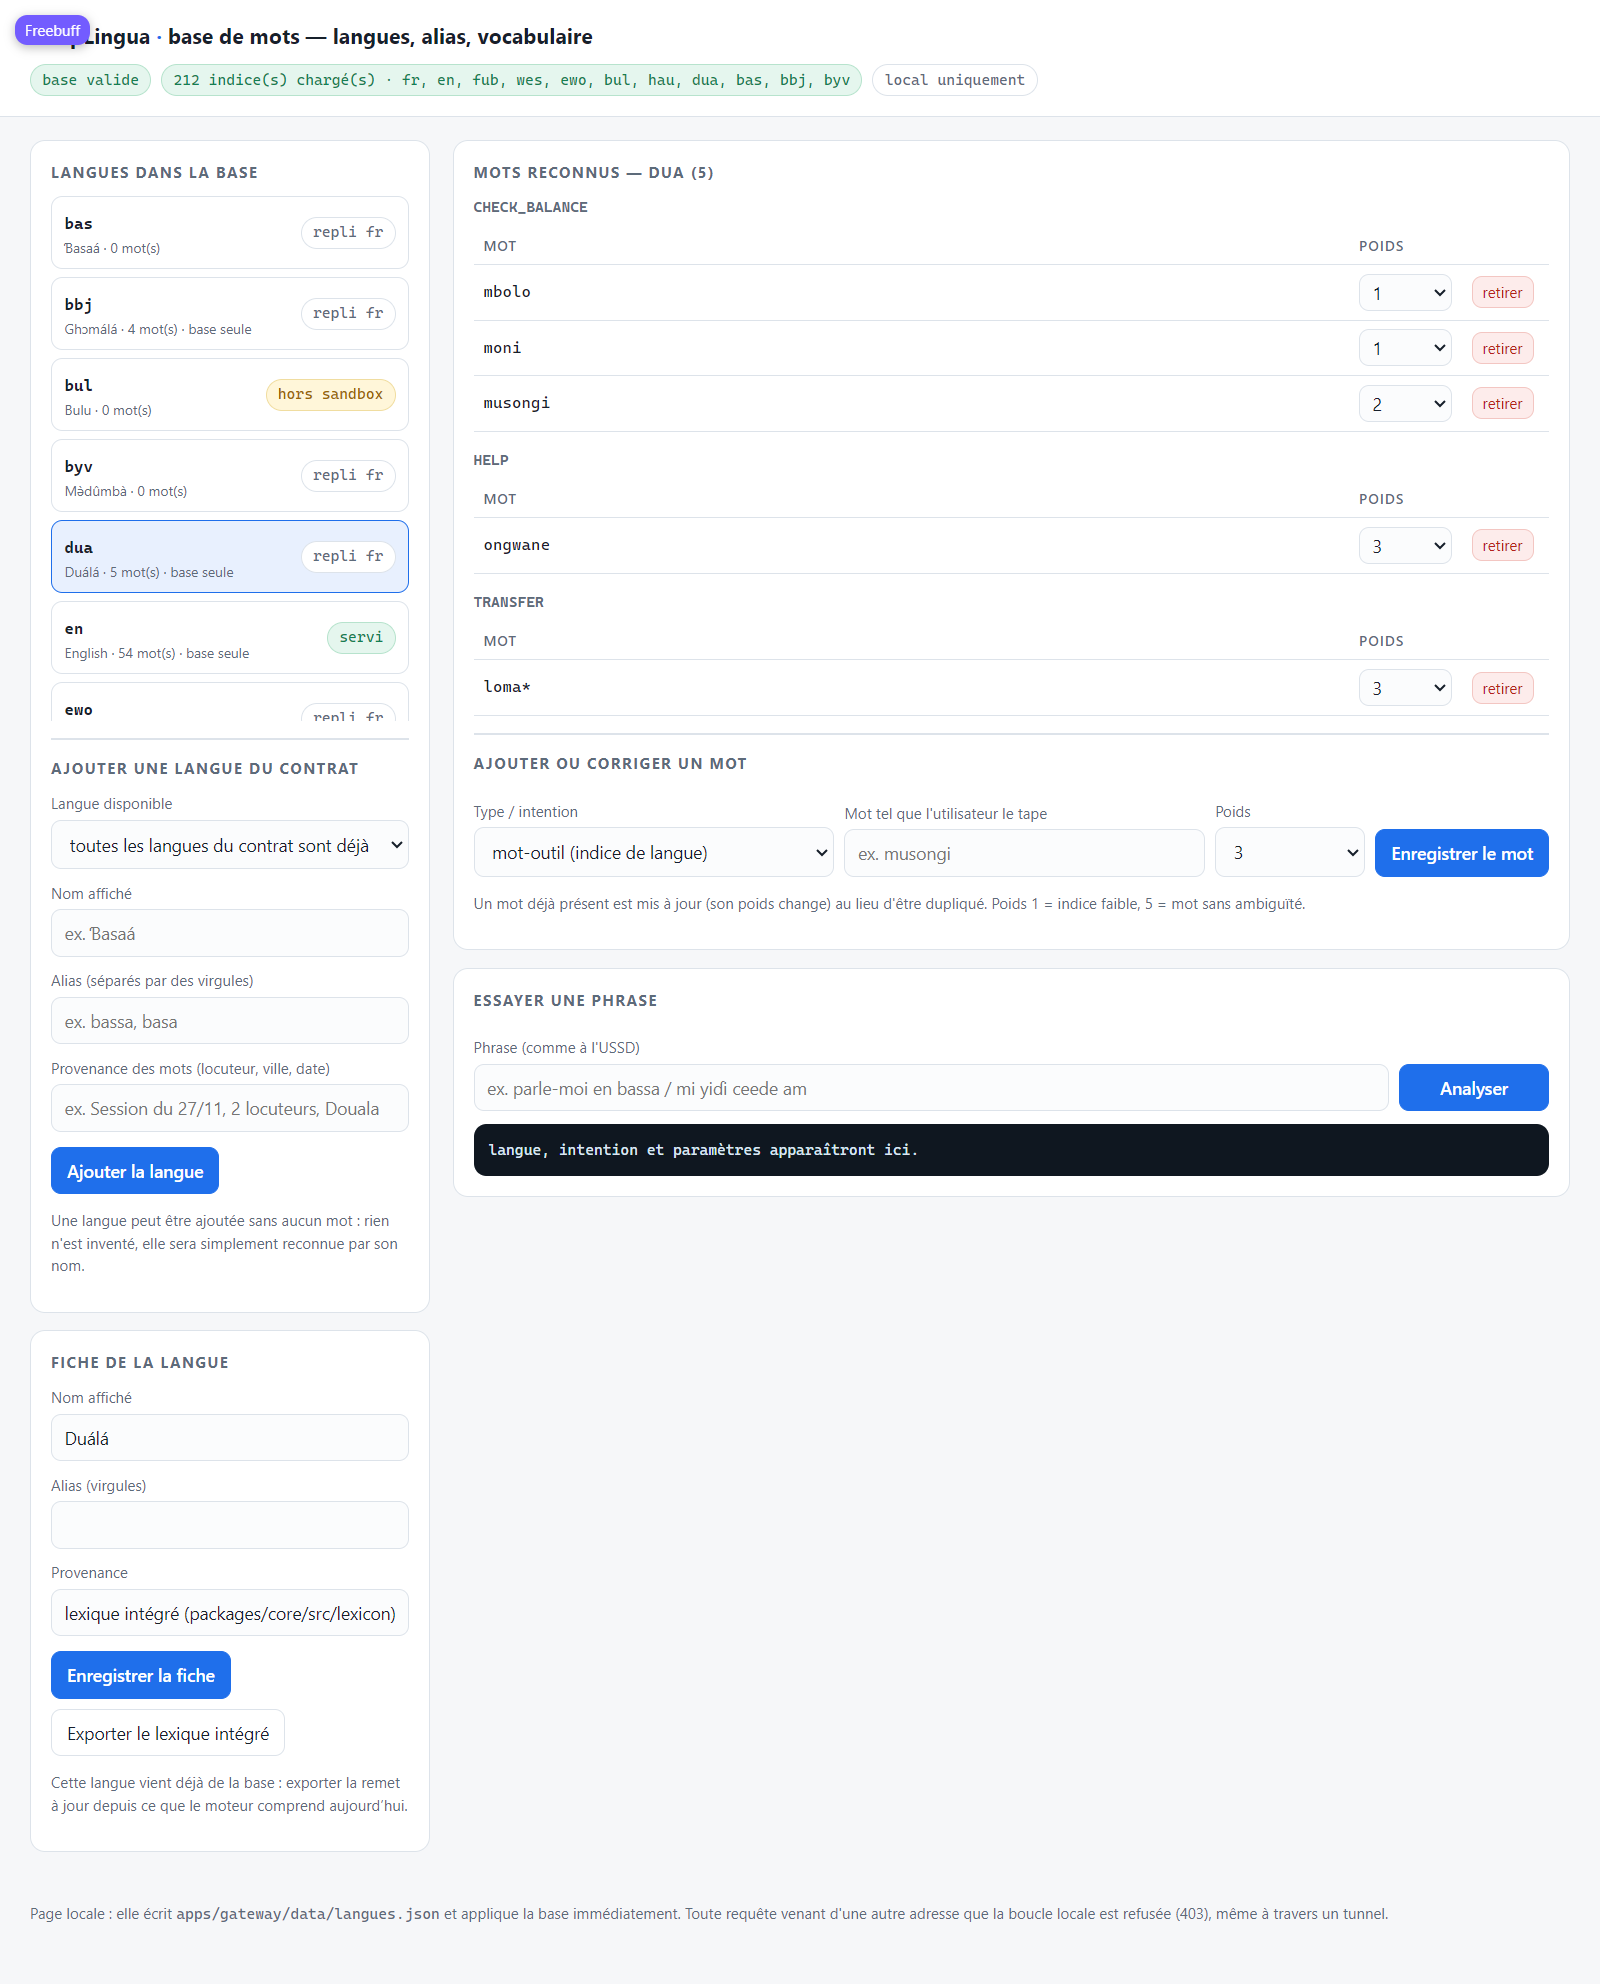 Freebuff
Lingua · base de mots — langues, alias, vocabulaire
base valide
212 indice(s) chargé(s) · fr, en, fub, wes, ewo, bul, hau, dua, bas, bbj, byv
local uniquement
LANGUES DANS LA BASE
bas
Ɓasaá · 0 mot(s)
repli fr
bbj
Ghɔmálá · 4 mot(s) · base seule
repli fr
bul
Bulu · 0 mot(s)
hors sandbox
byv
Mə̀dûmbὰ · 0 mot(s)
repli fr
dua
Duálá · 5 mot(s) · base seule
repli fr
en
English · 54 mot(s) · base seule
servi
ewo
repli fr
AJOUTER UNE LANGUE DU CONTRAT
Langue disponible
toutes les langues du contrat sont déjà
Nom affiché
ex. Ɓasaá
Alias (séparés par des virgules)
ex. bassa, basa
Provenance des mots (locuteur, ville, date)
ex. Session du 27/11, 2 locuteurs, Douala
Ajouter la langue
Une langue peut être ajoutée sans aucun mot : rien
n'est inventé, elle sera simplement reconnue par son
nom.
FICHE DE LA LANGUE
Nom affiché
Duálá
Alias (virgules)
Provenance
lexique intégré (packages/core/src/lexicon)
Enregistrer la fiche
Exporter le lexique intégré
Cette langue vient déjà de la base : exporter la remet
à jour depuis ce que le moteur comprend aujourd'hui.
MOTS RECONNUS — DUA (5)
CHECK_BALANCE
MOT POIDS
mbolo 1 retirer
moni 1 retirer
musongi 2 retirer
HELP
MOT POIDS
ongwane 3 retirer
TRANSFER
MOT POIDS
loma* 3 retirer
AJOUTER OU CORRIGER UN MOT
Type / intention
mot-outil (indice de langue)
Mot tel que l'utilisateur le tape
ex. musongi
Poids
3
Enregistrer le mot
Un mot déjà présent est mis à jour (son poids change) au lieu d'être dupliqué. Poids 1 = indice faible, 5 = mot sans ambiguïté.
ESSAYER UNE PHRASE
Phrase (comme à l'USSD)
ex. parle-moi en bassa / mi yiɗi ceede am
Analyser
langue, intention et paramètres apparaîtront ici.
Page locale : elle écrit apps/gateway/data/langues.json et applique la base immédiatement. Toute requête venant d'une autre adresse que la boucle locale est refusée (403), même à travers un tunnel.